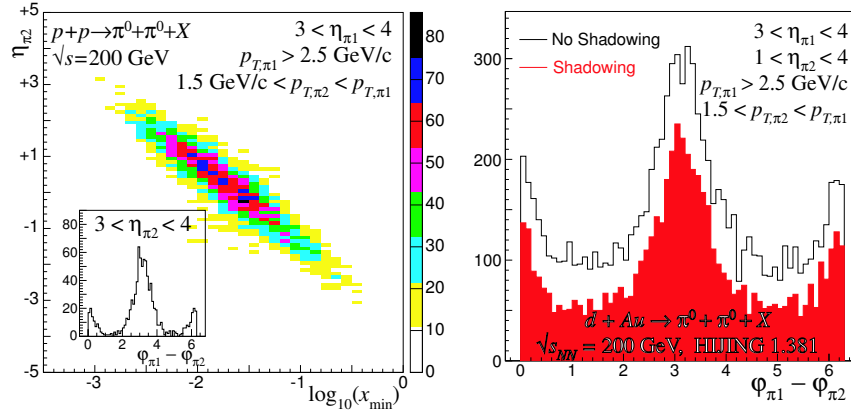 p+p→π⁰+π⁰+X
√s=200 GeV
3 < η_π1 < 4
p_T,π1 > 2.5 GeV/c
1.5 GeV/c < p_T,π2 < p_T,π1
η_π2
+5
+3
+1
-1
-3
-5
3 < η_π2 < 4
80
60
40
20
0
0 2 4 6
φ_π1 − φ_π2
-3 -2 -1 0
log₁₀(x_min)
80
70
60
50
40
30
20
10
0
No Shadowing
Shadowing
3 < η_π1 < 4
1 < η_π2 < 4
p_T,π1 > 2.5 GeV/c
1.5 < p_T,π2 < p_T,π1
300
200
100
0
d + Au → π⁰ + π⁰ + X
√s_NN = 200 GeV, HIJING 1.381
0 1 2 3 4 5 6
φ_π1 − φ_π2